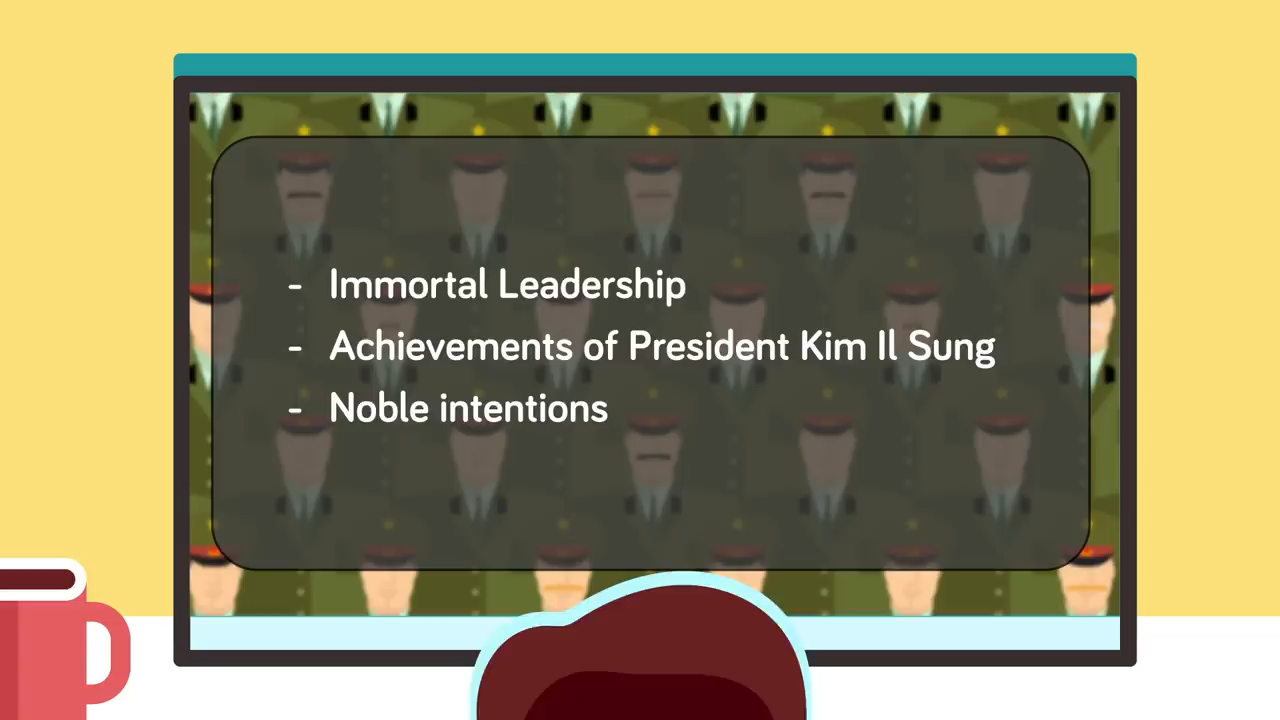 - Immortal Leadership
- Achievements of President Kim Il Sung
- Noble intentions